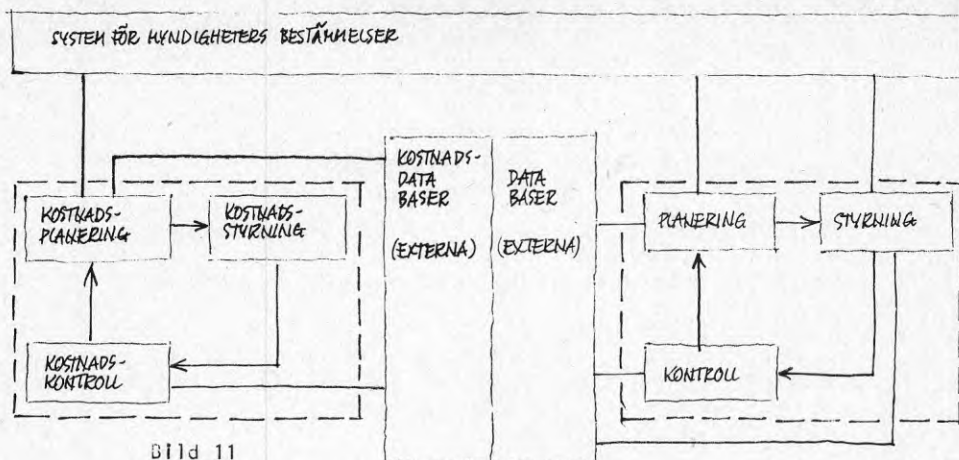 SYSTEM FÖR MYNDIGHETERS BESTÄMMELSER
KOSTNADS-
PLANERING
KOSTNADS-
STYRNING
KOSTNADS-
KONTROLL
KOSTNADS-
DATA
BASER
(EXTERNA)
DATA
BASER
(EXTERNA)
PLANERING
STYRNING
KONTROLL
Bild 11